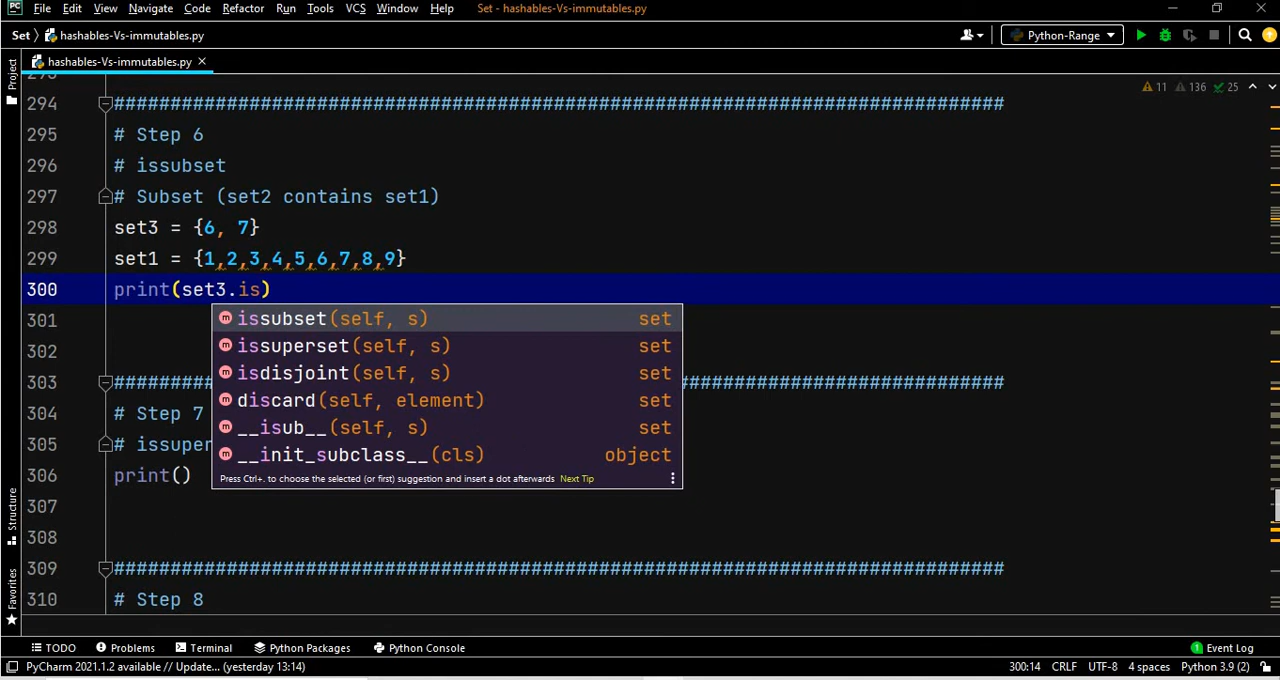 PC File Edit View Navigate Code Refactor Run Tools VCS Window Help Set - hashables-Vs-immutables.py
Set hashables-Vs-immutables.py Python-Range
hashables-Vs-immutables.py
Project
11 136 25
294 ###############################################################################
295 # Step 6
296 # issubset
297 # Subset (set2 contains set1)
298 set3 = {6, 7}
299 set1 = {1,2,3,4,5,6,7,8,9}
300 print(set3.is)
301 issubset(self, s) set
issuperset(self, s) set
302
isdisjoint(self, s) set
303 ###############################################################################
discard(self, element) set
304 # Step 7
__isub__(self, s) set
305 # issuper
__init_subclass__(cls) object
306 print()
Press Ctrl+. to choose the selected (or first) suggestion and insert a dot afterwards Next Tip
307
308
309 ###############################################################################
310 # Step 8
Structure
Favorites
TODO Problems Terminal Python Packages Python Console 1 Event Log
PyCharm 2021.1.2 available // Update... (yesterday 13:14) 300:14 CRLF UTF-8 4 spaces Python 3.9 (2)